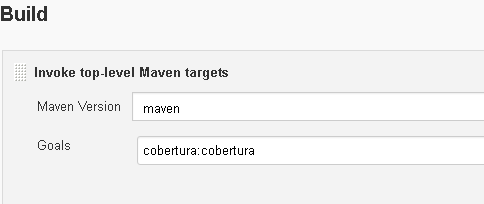 Build
Invoke top-level Maven targets
Maven Version
maven
Goals
cobertura:cobertura